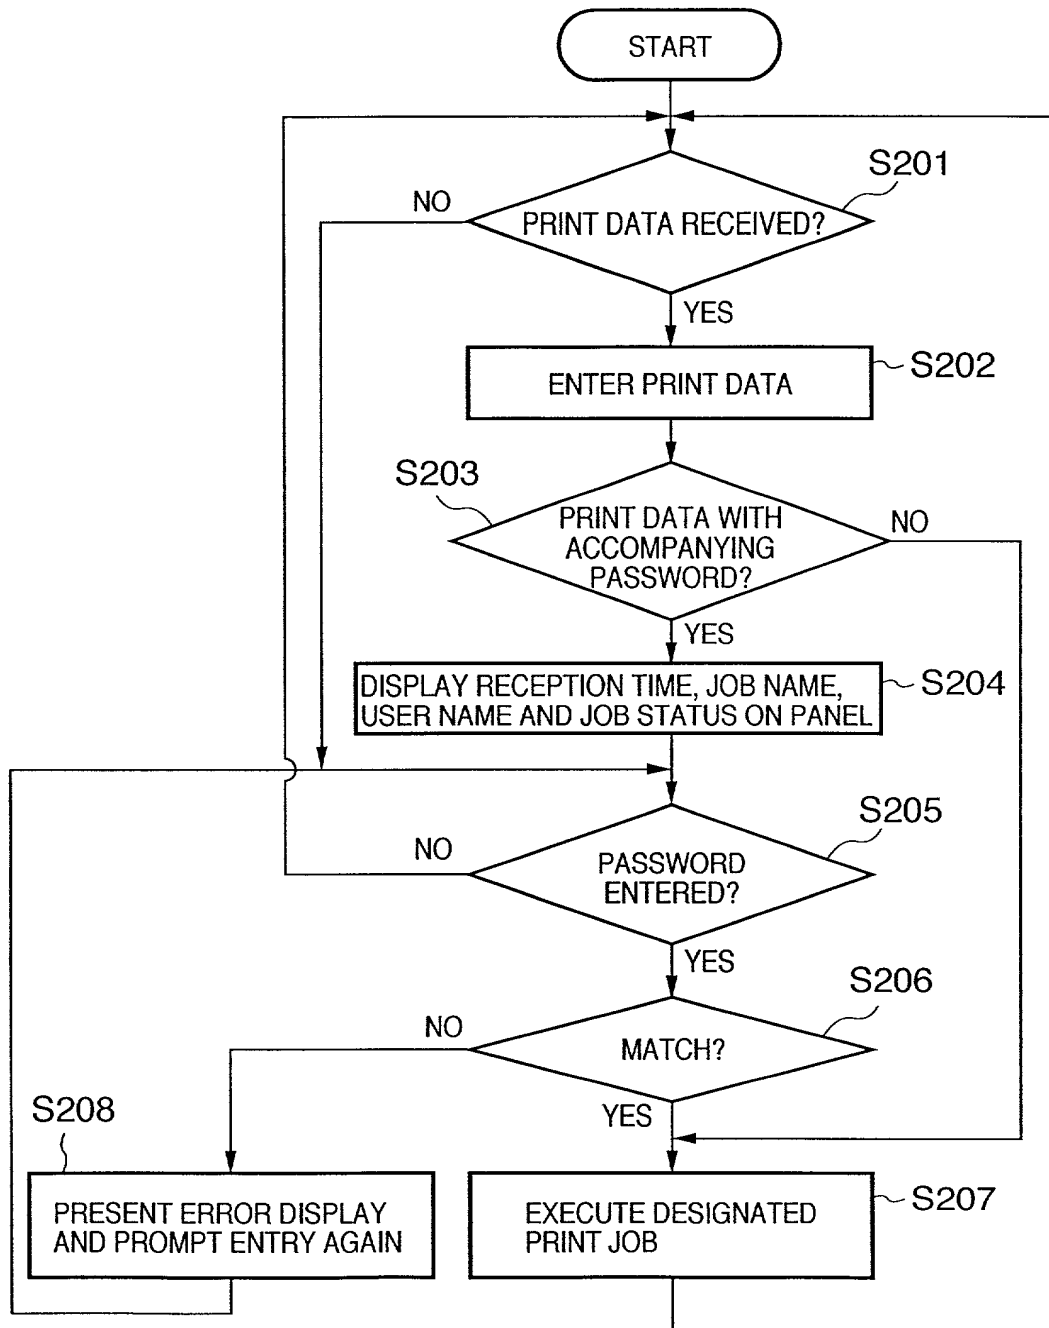 START
S201
NO
PRINT DATA RECEIVED?
YES
S202
ENTER PRINT DATA
S203
PRINT DATA WITH
ACCOMPANYING
PASSWORD?
NO
YES
S204
DISPLAY RECEPTION TIME, JOB NAME,
USER NAME AND JOB STATUS ON PANEL
S205
NO
PASSWORD
ENTERED?
YES
S206
NO
MATCH?
YES
S208
PRESENT ERROR DISPLAY
AND PROMPT ENTRY AGAIN
S207
EXECUTE DESIGNATED
PRINT JOB